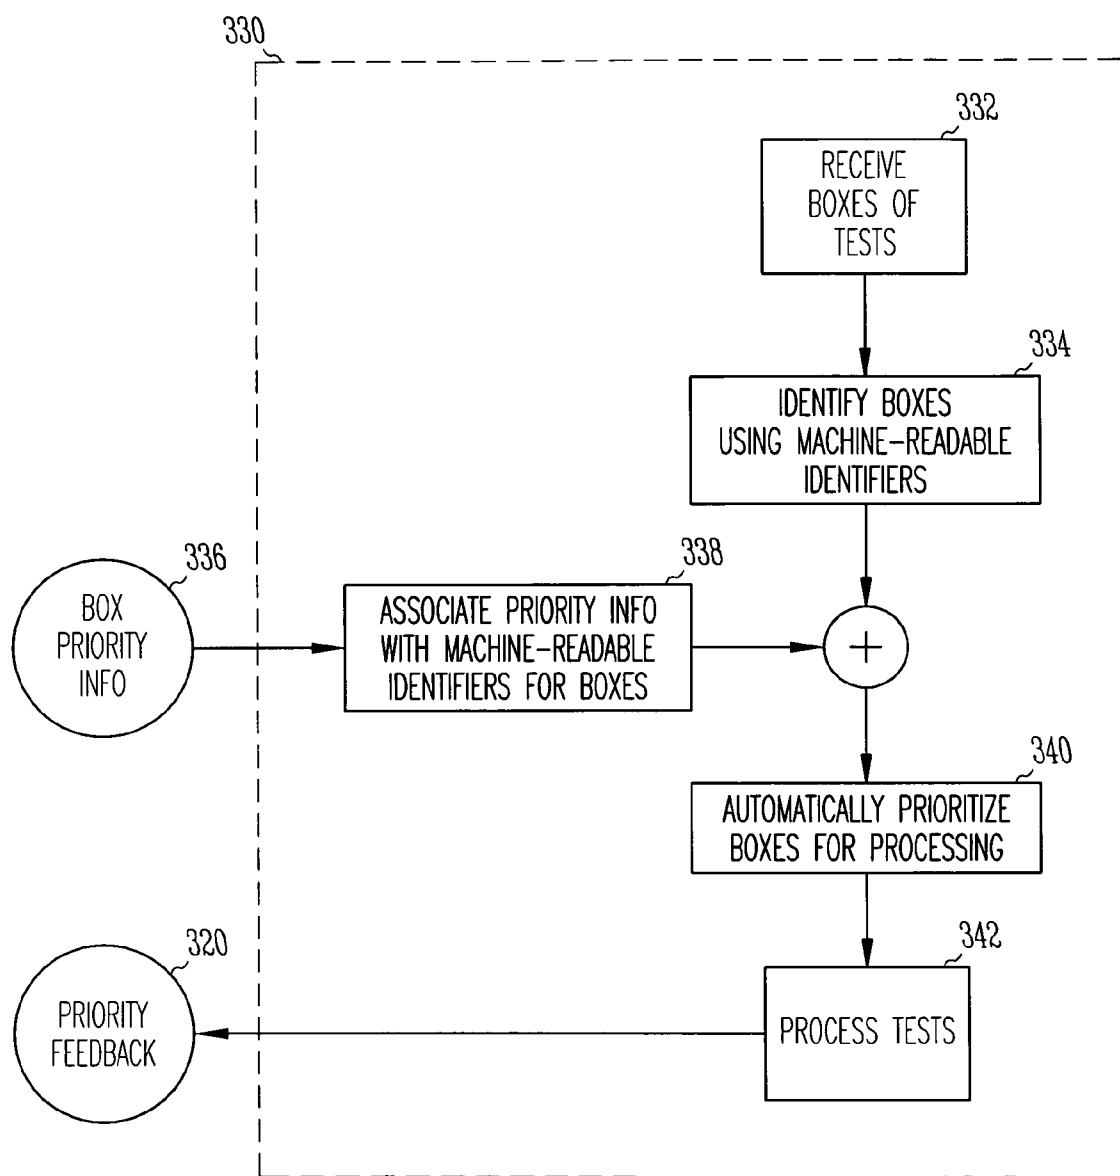 330
332
RECEIVE
BOXES OF
TESTS
334
IDENTIFY BOXES
USING MACHINE-READABLE
IDENTIFIERS
336
BOX
PRIORITY
INFO
338
ASSOCIATE PRIORITY INFO
WITH MACHINE-READABLE
IDENTIFIERS FOR BOXES
+
340
AUTOMATICALLY PRIORITIZE
BOXES FOR PROCESSING
320
PRIORITY
FEEDBACK
342
PROCESS TESTS